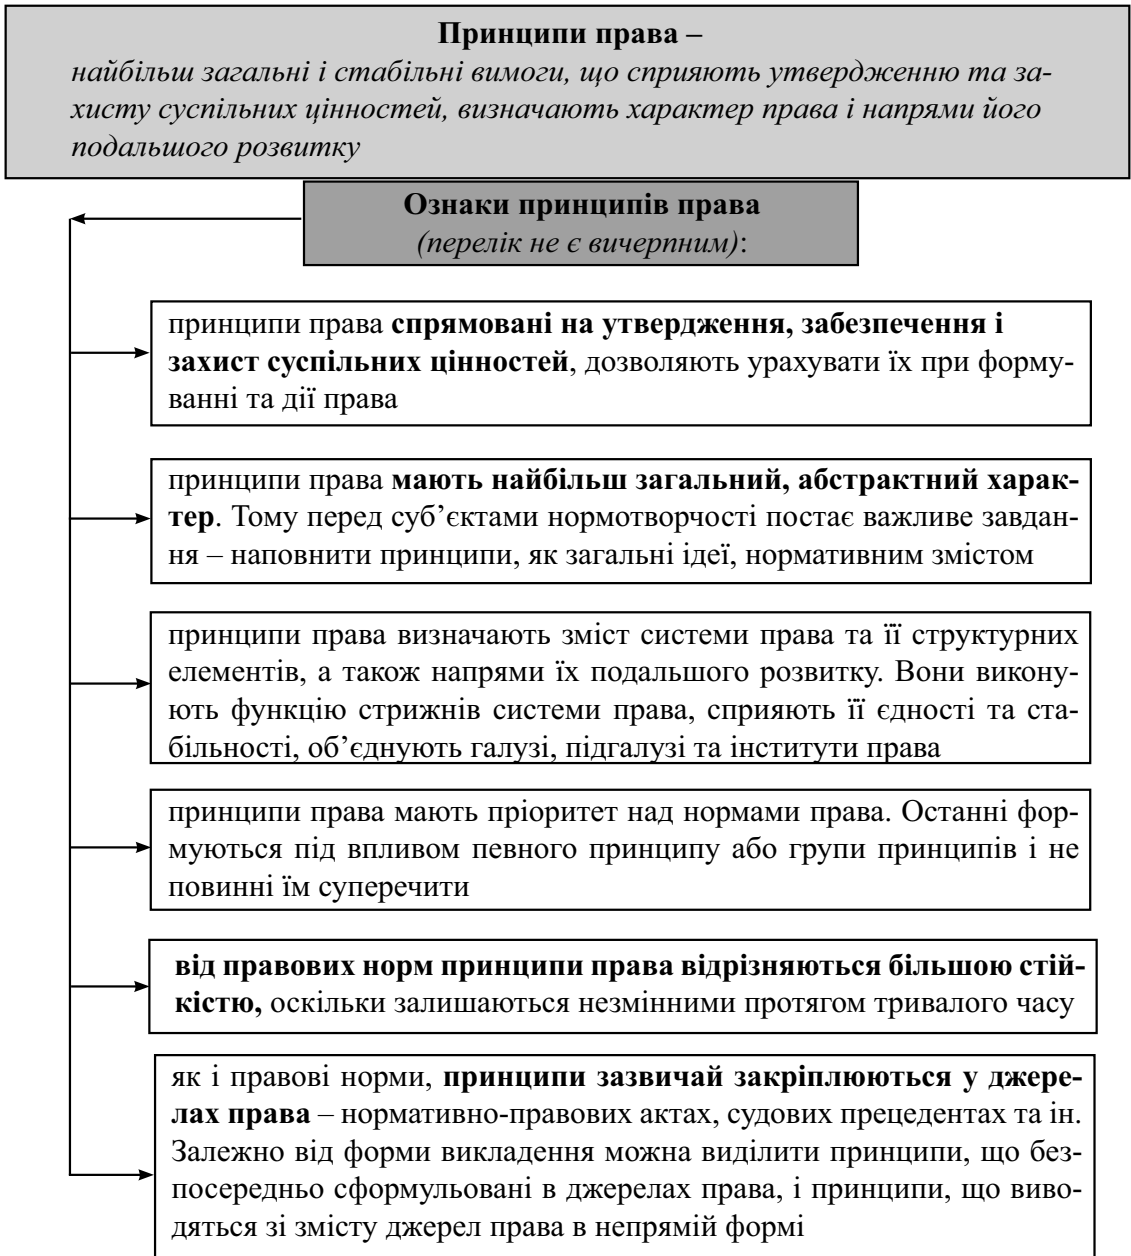 Принципи права –
найбільш загальні і стабільні вимоги, що сприяють утвердженню та за-
хисту суспільних цінностей, визначають характер права і напрями його
подальшого розвитку
Ознаки принципів права
(перелік не є вичерпним):
принципи права спрямовані на утвердження, забезпечення і
захист суспільних цінностей, дозволяють урахувати їх при форму-
ванні та дії права
принципи права мають найбільш загальний, абстрактний харак-
тер. Тому перед суб’єктами нормотворчості постає важливе завдан-
ня – наповнити принципи, як загальні ідеї, нормативним змістом
принципи права визначають зміст системи права та її структурних
елементів, а також напрями їх подальшого розвитку. Вони викону-
ють функцію стрижнів системи права, сприяють її єдності та ста-
більності, об’єднують галузі, підгалузі та інститути права
принципи права мають пріоритет над нормами права. Останні фор-
муються під впливом певного принципу або групи принципів і не
повинні їм суперечити
від правових норм принципи права відрізняються більшою стій-
кістю, оскільки залишаються незмінними протягом тривалого часу
як і правові норми, принципи зазвичай закріплюються у джере-
лах права – нормативно-правових актах, судових прецедентах та ін.
Залежно від форми викладення можна виділити принципи, що без-
посередньо сформульовані в джерелах права, і принципи, що виво-
дяться зі змісту джерел права в непрямій формі